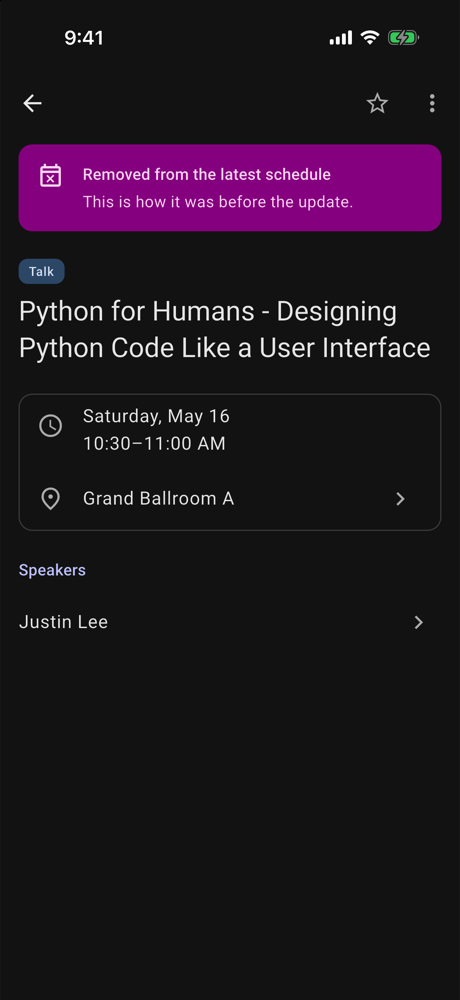 9:41
Removed from the latest schedule
This is how it was before the update.
Talk
Python for Humans - Designing
Python Code Like a User Interface
Saturday, May 16
10:30–11:00 AM
Grand Ballroom A
Speakers
Justin Lee